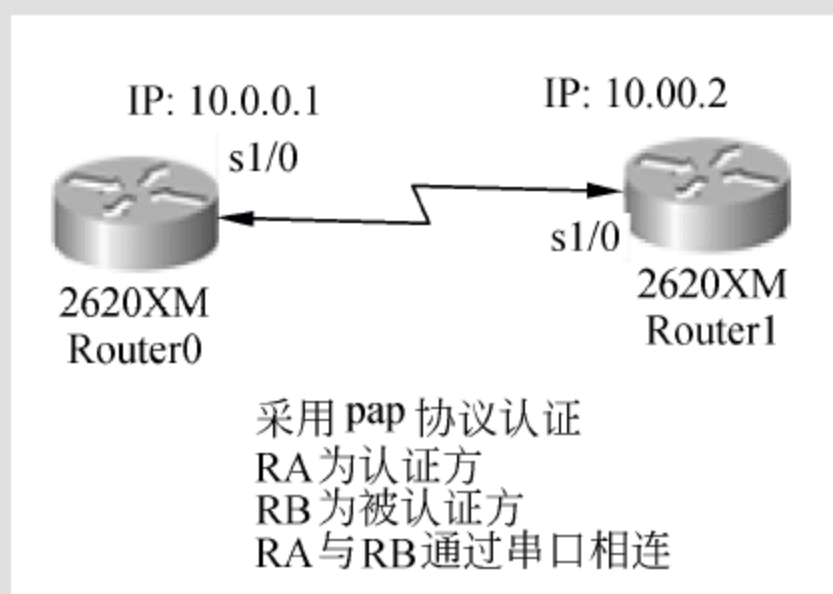 IP: 10.0.0.1
IP: 10.00.2
s1/0
s1/0
2620XM
Router0
2620XM
Router1
采用 pap 协议认证
RA为认证方
RB为被认证方
RA与RB通过串口相连